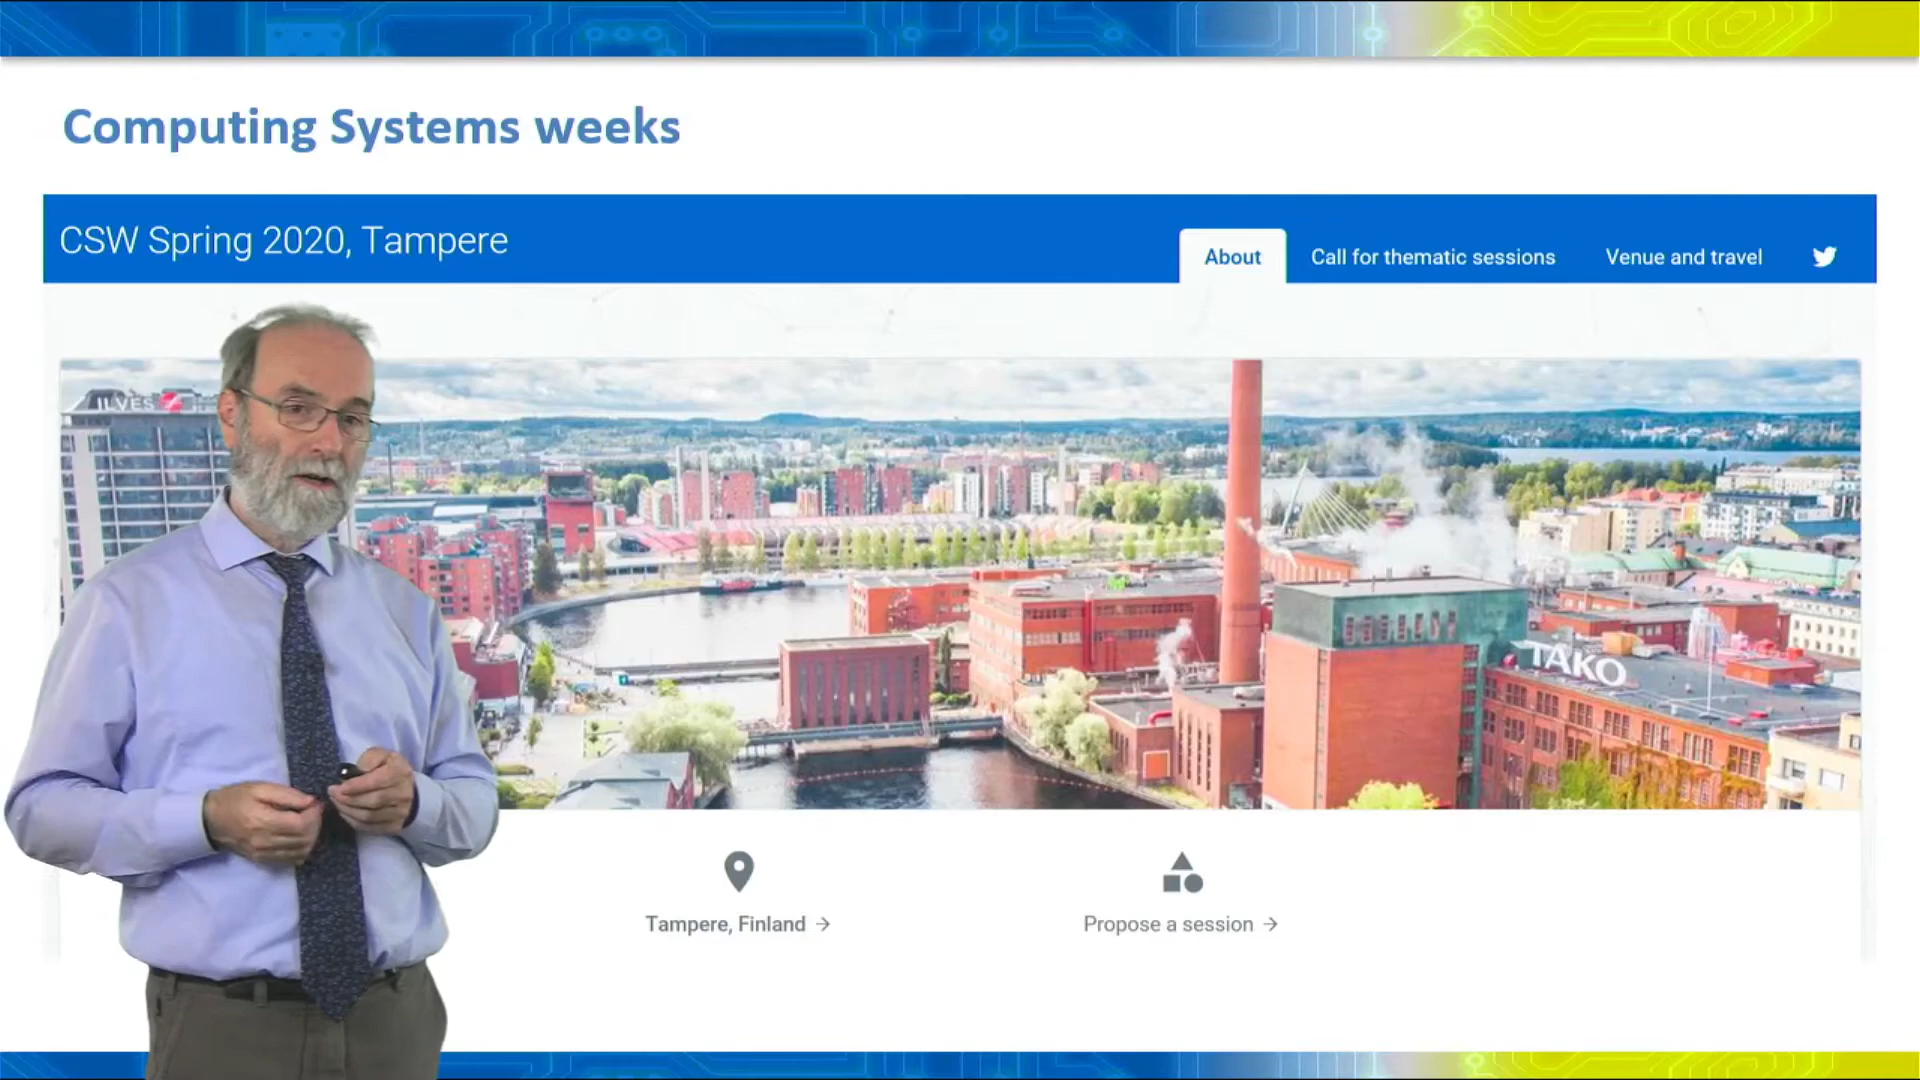 Computing Systems weeks
CSW Spring 2020, Tampere
About
Call for thematic sessions
Venue and travel
ILVES
TAKO
Tampere, Finland →
Propose a session →